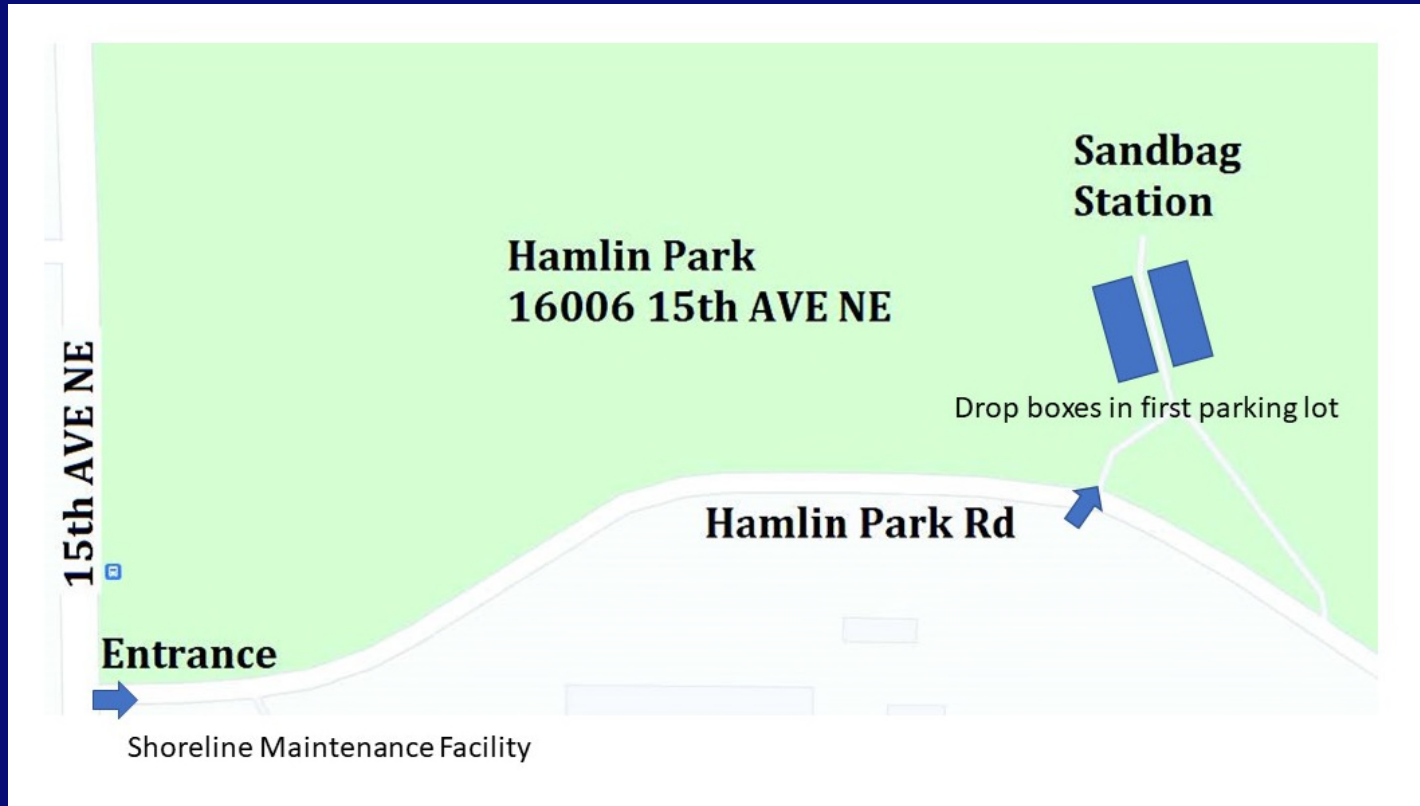 Sandbag
Station
Hamlin Park
16006 15th AVE NE
15th AVE NE
Drop boxes in first parking lot
Hamlin Park Rd
Entrance
Shoreline Maintenance Facility